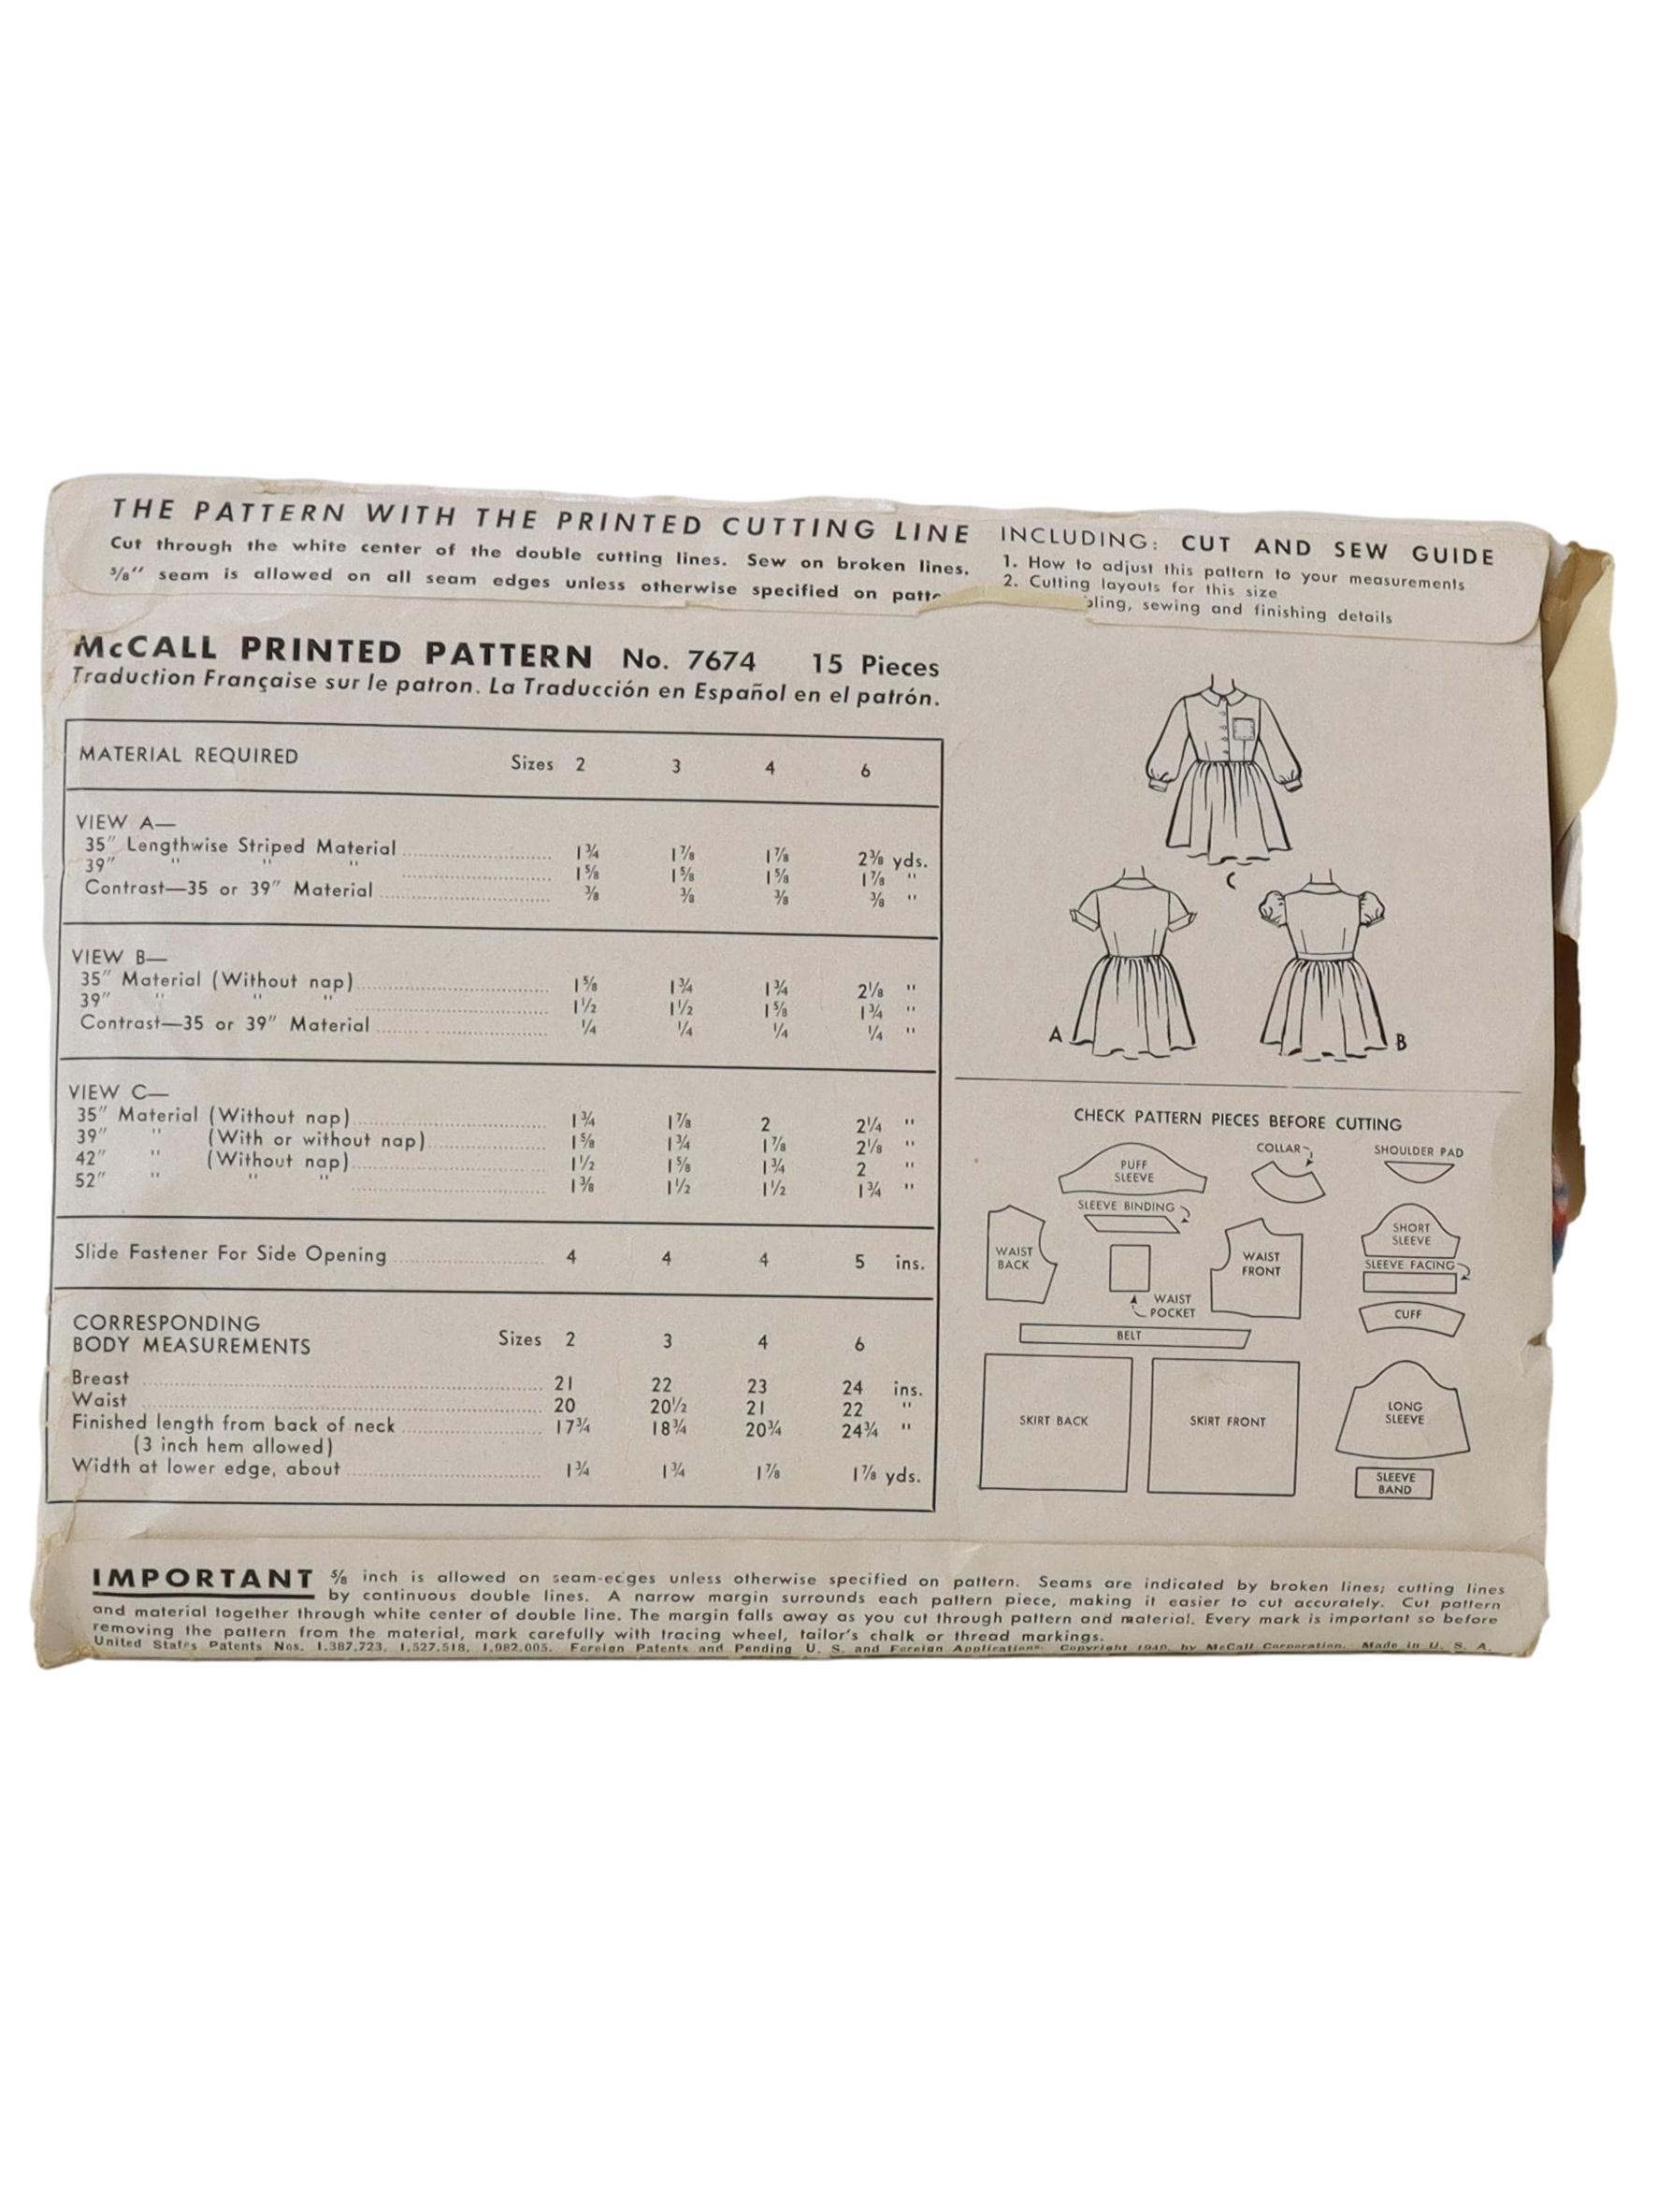 THE PATTERN WITH THE PRINTED CUTTING LINE
Cut through the white center of the double cutting lines. Sew on broken lines.
⅝″ seam is allowed on all seam edges unless otherwise specified on patte
INCLUDING: CUT AND SEW GUIDE
1. How to adjust this pattern to your measurements
2. Cutting layouts for this size
bling, sewing and finishing details
McCALL PRINTED PATTERN No. 7674 15 Pieces
Traduction Française sur le patron. La Traducción en Español en el patrón.
MATERIAL REQUIRED Sizes 2 3 4 6
VIEW A—
35″ Lengthwise Striped Material 1¾ 1⅞ 1⅞ 2⅜ yds.
39″ ″ ″ ″ 1⅝ 1⅝ 1⅝ 1⅞ ″
Contrast—35 or 39″ Material ⅜ ⅜ ⅜ ⅜ ″
VIEW B—
35″ Material (Without nap) 1⅝ 1¾ 1¾ 2⅛ ″
39″ ″ ″ ″ 1½ 1½ 1⅝ 1¾ ″
Contrast—35 or 39″ Material ¼ ¼ ¼ ¼ ″
VIEW C—
35″ Material (Without nap) 1¾ 1⅞ 2 2¼ ″
39″ ″ (With or without nap) 1⅝ 1¾ 1⅞ 2⅛ ″
42″ ″ (Without nap) 1½ 1⅝ 1¾ 2 ″
52″ ″ ″ ″ 1⅜ 1½ 1½ 1¾ ″
Slide Fastener For Side Opening 4 4 4 5 ins.
CORRESPONDING
BODY MEASUREMENTS Sizes 2 3 4 6
Breast 21 22 23 24 ins.
Waist 20 20½ 21 22 ″
Finished length from back of neck 17¾ 18¾ 20¾ 24¾ ″
(3 inch hem allowed)
Width at lower edge, about 1¾ 1¾ 1⅞ 1⅞ yds.
C
A
B
CHECK PATTERN PIECES BEFORE CUTTING
PUFF
SLEEVE
COLLAR
SHOULDER PAD
SLEEVE BINDING
WAIST
BACK
WAIST
FRONT
SHORT
SLEEVE
SLEEVE FACING
WAIST
POCKET
CUFF
BELT
SKIRT BACK
SKIRT FRONT
LONG
SLEEVE
SLEEVE
BAND
IMPORTANT ⅝ inch is allowed on seam-edges unless otherwise specified on pattern. Seams are indicated by broken lines; cutting lines
by continuous double lines. A narrow margin surrounds each pattern piece, making it easier to cut accurately. Cut pattern
and material together through white center of double line. The margin falls away as you cut through pattern and material. Every mark is important so before
removing the pattern from the material, mark carefully with tracing wheel, tailor's chalk or thread markings.
United States Patents Nos. 1,387,723, 1,527,518, 1,982,005. Foreign Patents and Pending U. S. and Foreign Applications. Copyright by McCall Corporation. Made in U. S. A.